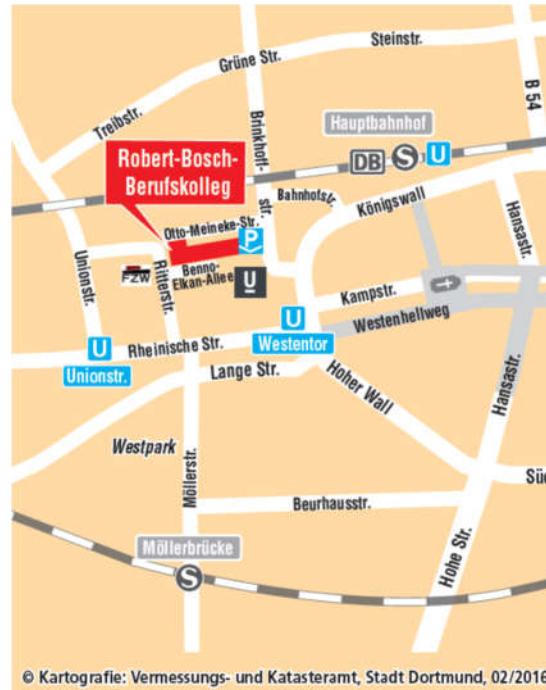 Steinstr.
Grüne Str.
Treibstr.
B 54
Hauptbahnhof
DB
S
U
Brinkhoff-
str.
Robert-Bosch-
Berufskolleg
Bahnhofstr.
Königswall
Otto-Meineke-Str.
P
Hansastr.
Unionstr.
FZW
Ritterstr.
Benno-
Elkan-Allee
U
Kampstr.
U
Westentor
Westenhellweg
U
Unionstr.
Rheinische Str.
Lange Str.
Hoher Wall
Hansastr.
Westpark
Möllerstr.
Süd
Beurhausstr.
Möllerbrücke
S
Hohe Str.
© Kartografie: Vermessungs- und Katasteramt, Stadt Dortmund, 02/2016